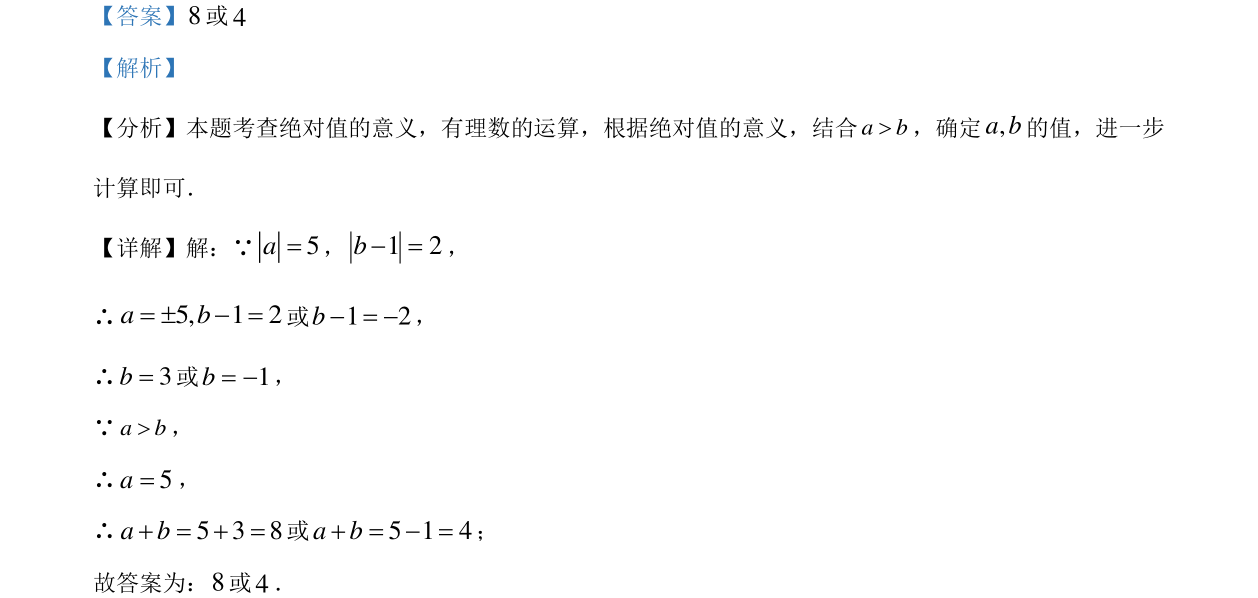 【答案】8或4
【解析】
【分析】本题考查绝对值的意义，有理数的运算，根据绝对值的意义，结合a＞b，确定a,b的值，进一步
计算即可．
【详解】解：∵|a|=5，|b−1|=2，
∴a=±5,b−1=2或b−1=−2，
∴b=3或b=−1，
∵a＞b，
∴a=5，
∴a+b=5+3=8或a+b=5−1=4；
故答案为：8或4．